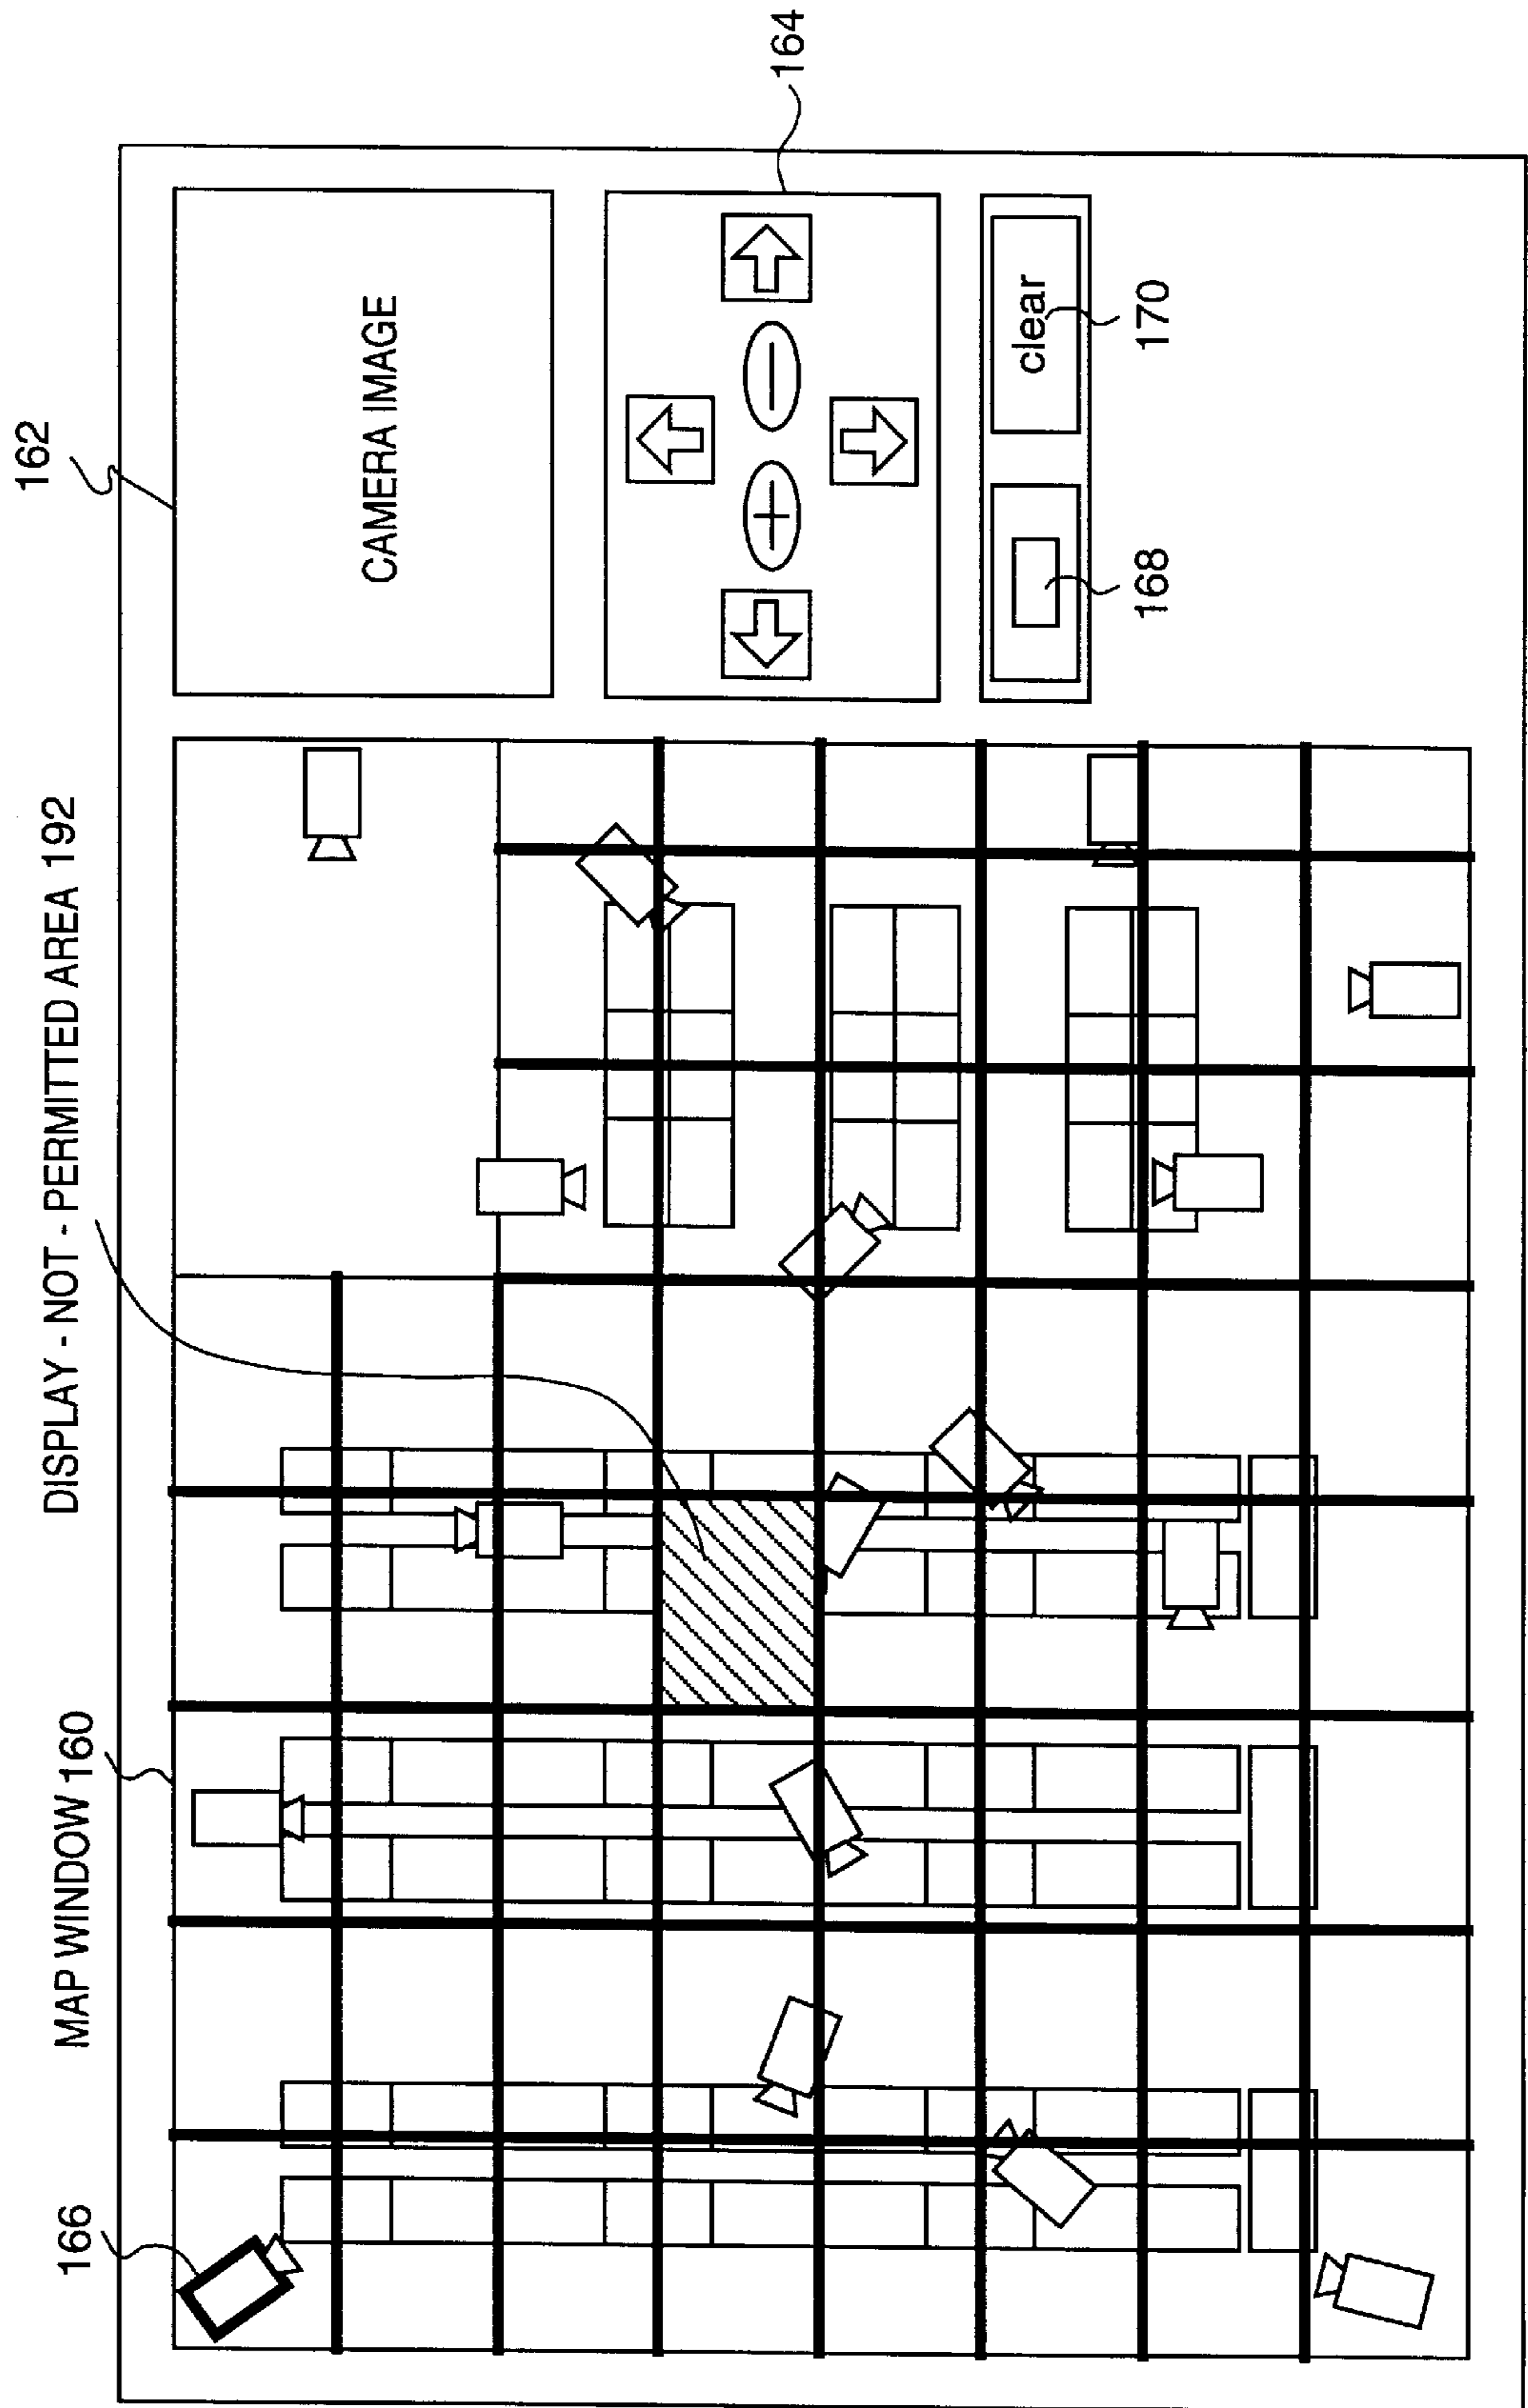 166
MAP WINDOW 160
DISPLAY - NOT - PERMITTED AREA 192
162
CAMERA IMAGE
164
+
−
168
clear
170